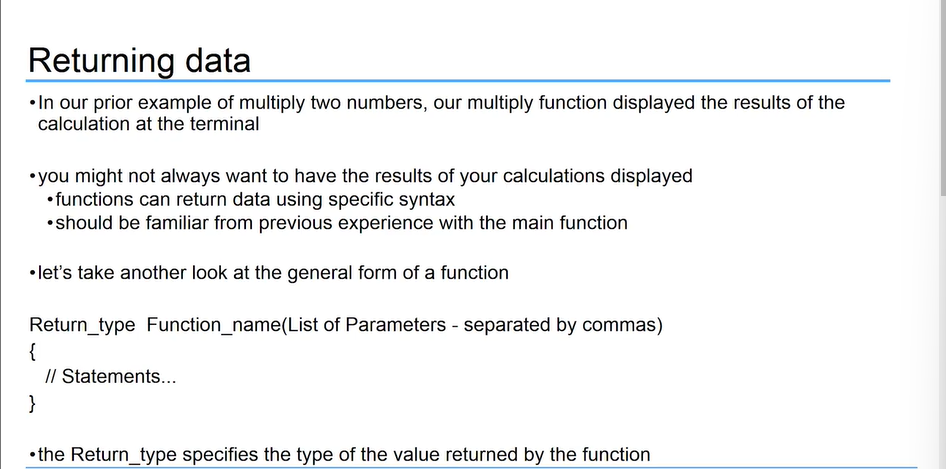 Returning data
•In our prior example of multiply two numbers, our multiply function displayed the results of the
calculation at the terminal
•you might not always want to have the results of your calculations displayed
•functions can return data using specific syntax
•should be familiar from previous experience with the main function
•let’s take another look at the general form of a function
Return_type  Function_name(List of Parameters - separated by commas)
{
// Statements...
}
•the Return_type specifies the type of the value returned by the function